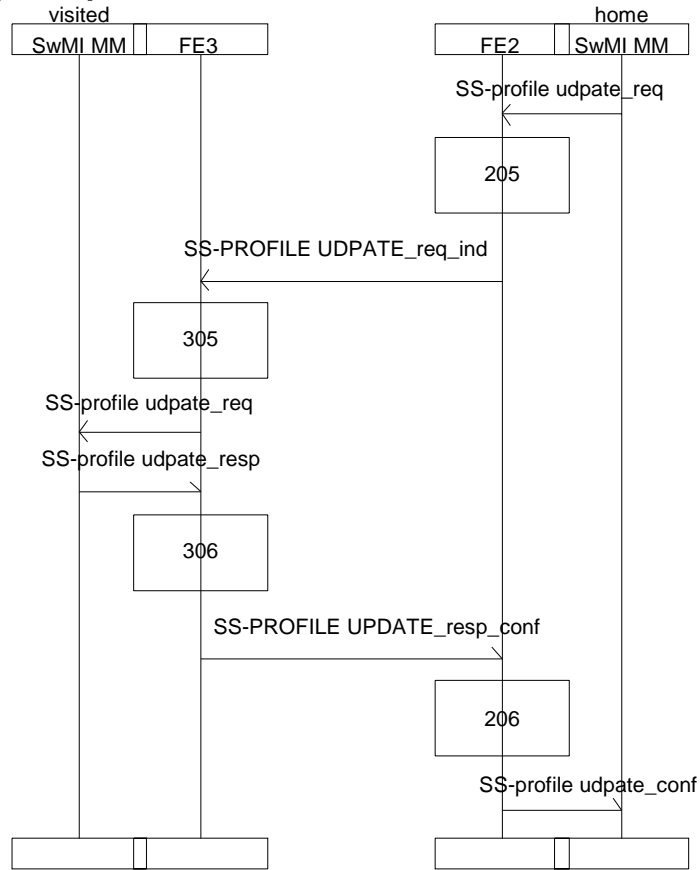 visited
home
SwMI MM FE3
FE2 SwMI MM
SS-profile udpate_req
205
SS-PROFILE UDPATE_req_ind
305
SS-profile udpate_req
SS-profile udpate_resp
306
SS-PROFILE UPDATE_resp_conf
206
SS-profile udpate_conf